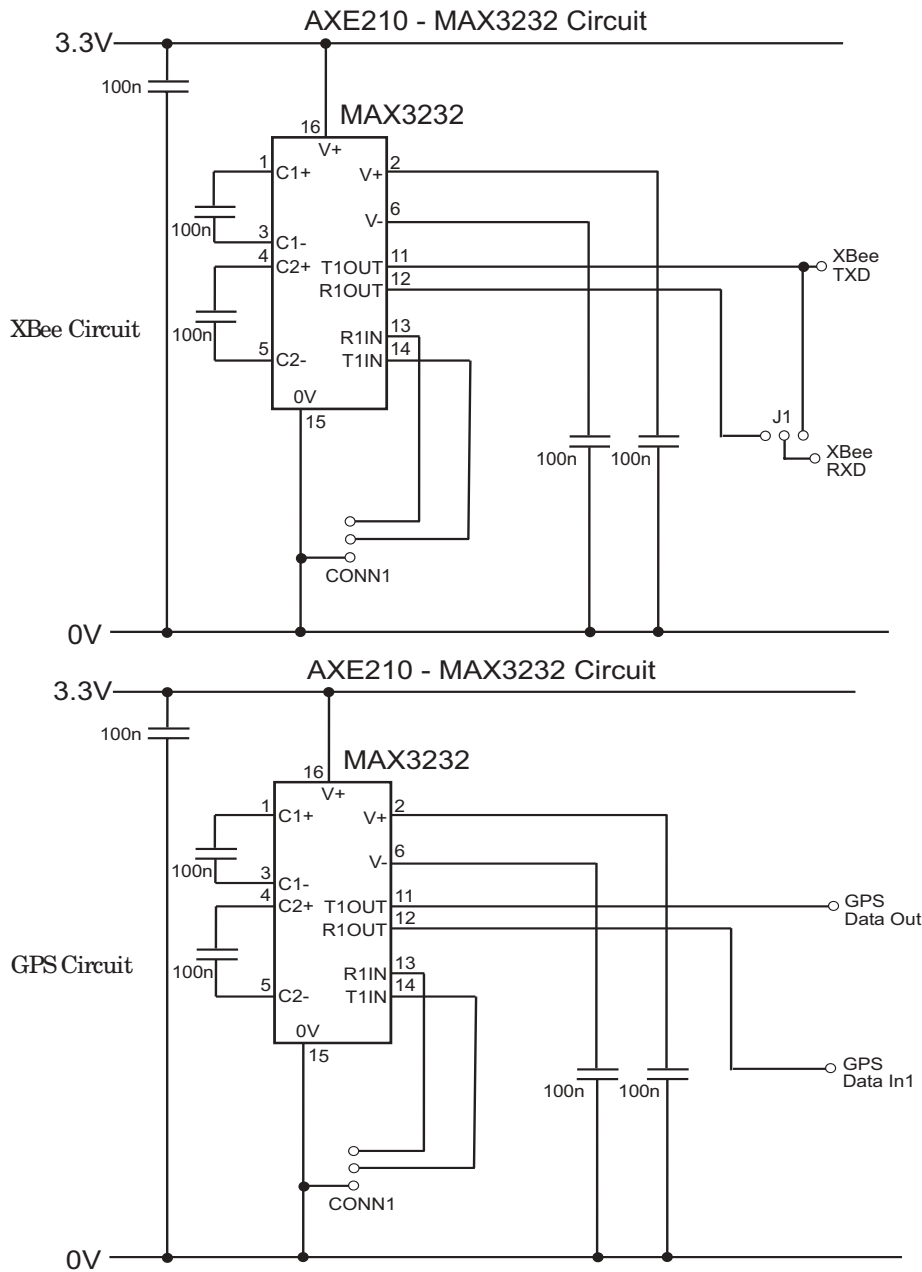 AXE210 - MAX3232 Circuit
3.3V
100n
MAX3232
16
V+
1
C1+
V+
2
100n
V-
6
3
C1-
4
C2+
T1OUT
11
XBee
TXD
R1OUT
12
XBee Circuit
100n
R1IN
13
5
C2-
T1IN
14
0V
15
J1
100n
100n
XBee
RXD
CONN1
0V
AXE210 - MAX3232 Circuit
3.3V
100n
MAX3232
16
V+
1
C1+
V+
2
100n
V-
6
3
C1-
4
C2+
T1OUT
11
GPS
Data Out
R1OUT
12
GPS Circuit
100n
R1IN
13
5
C2-
T1IN
14
0V
15
100n
100n
GPS
Data In1
CONN1
0V